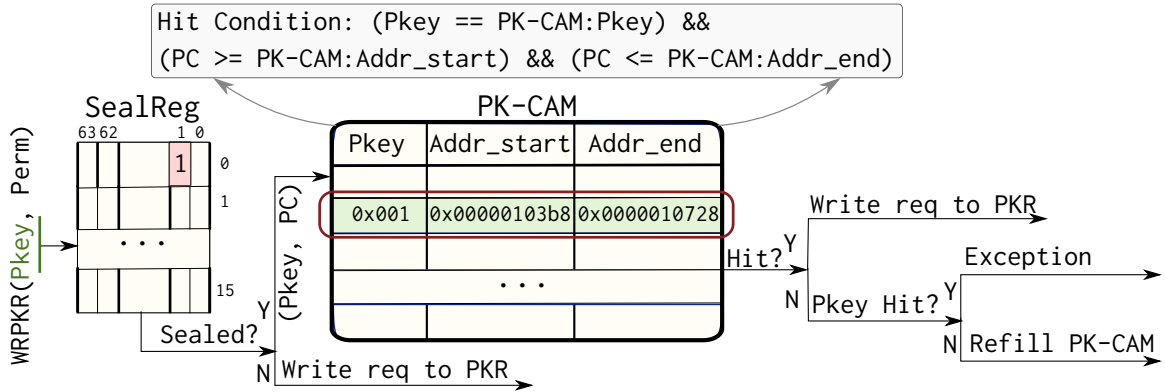 Hit Condition: (Pkey == PK-CAM:Pkey) &&
(PC >= PK-CAM:Addr_start) && (PC <= PK-CAM:Addr_end)
SealReg
PK-CAM
63 62 1 0
1 0
1
...
15
WRPKR(Pkey, Perm)
Sealed?
Y
N
(Pkey, PC)
Write req to PKR
Pkey Addr_start Addr_end
0x001 0x00000103b8 0x0000010728
...
Hit?
Y
N
Write req to PKR
Pkey Hit?
Y
N
Exception
Refill PK-CAM